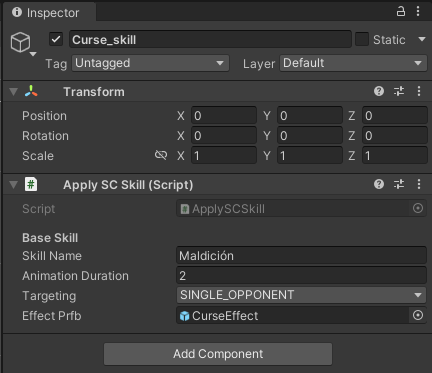 Inspector
Curse_skill Static
Tag Untagged Layer Default
Transform
Position X 0 Y 0 Z 0
Rotation X 0 Y 0 Z 0
Scale X 1 Y 1 Z 1
# Apply SC Skill (Script)
Script # ApplySCSkill
Base Skill
Skill Name Maldición
Animation Duration 2
Targeting SINGLE_OPPONENT
Effect Prfb CurseEffect
Add Component